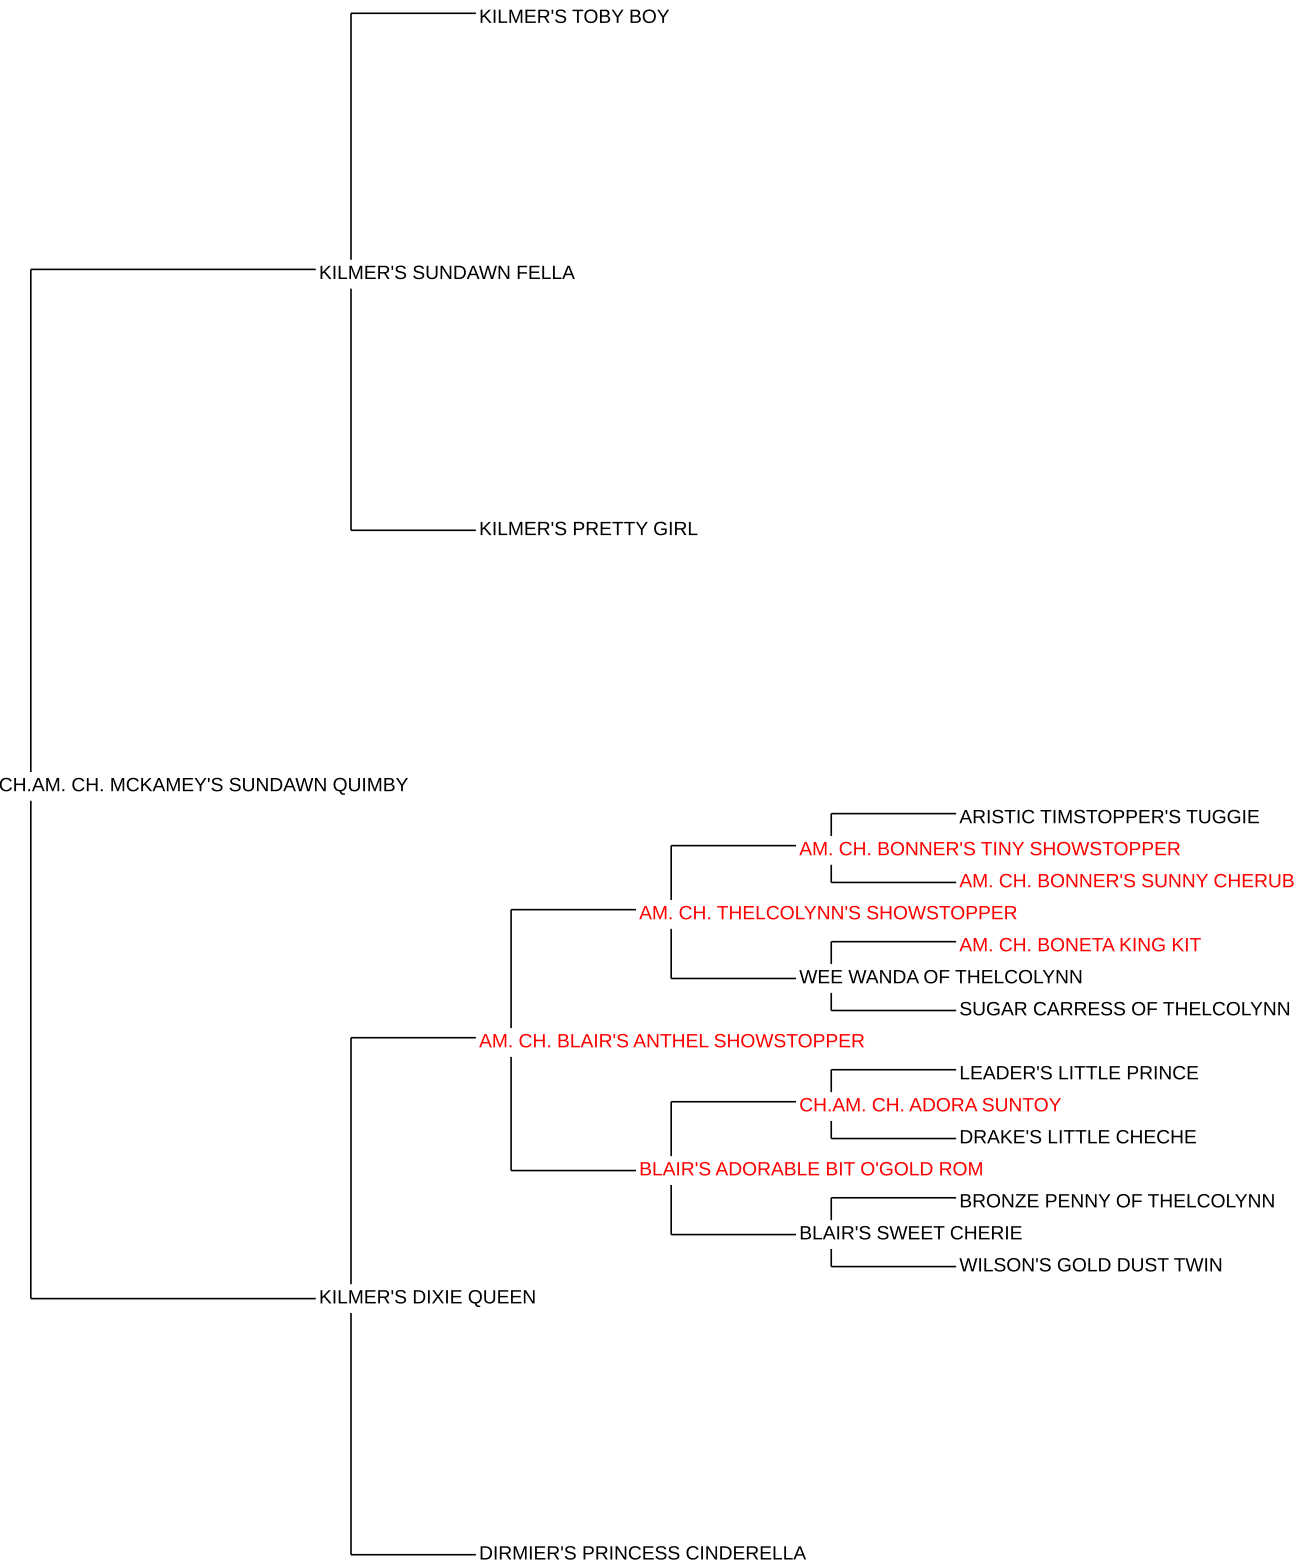 KILMER'S TOBY BOY
KILMER'S SUNDAWN FELLA
KILMER'S PRETTY GIRL
CH.AM. CH. MCKAMEY'S SUNDAWN QUIMBY
ARISTIC TIMSTOPPER'S TUGGIE
AM. CH. BONNER'S TINY SHOWSTOPPER
AM. CH. BONNER'S SUNNY CHERUB
AM. CH. THELCOLYNN'S SHOWSTOPPER
AM. CH. BONETA KING KIT
WEE WANDA OF THELCOLYNN
SUGAR CARRESS OF THELCOLYNN
AM. CH. BLAIR'S ANTHEL SHOWSTOPPER
LEADER'S LITTLE PRINCE
CH.AM. CH. ADORA SUNTOY
DRAKE'S LITTLE CHECHE
BLAIR'S ADORABLE BIT O'GOLD ROM
BRONZE PENNY OF THELCOLYNN
BLAIR'S SWEET CHERIE
WILSON'S GOLD DUST TWIN
KILMER'S DIXIE QUEEN
DIRMIER'S PRINCESS CINDERELLA